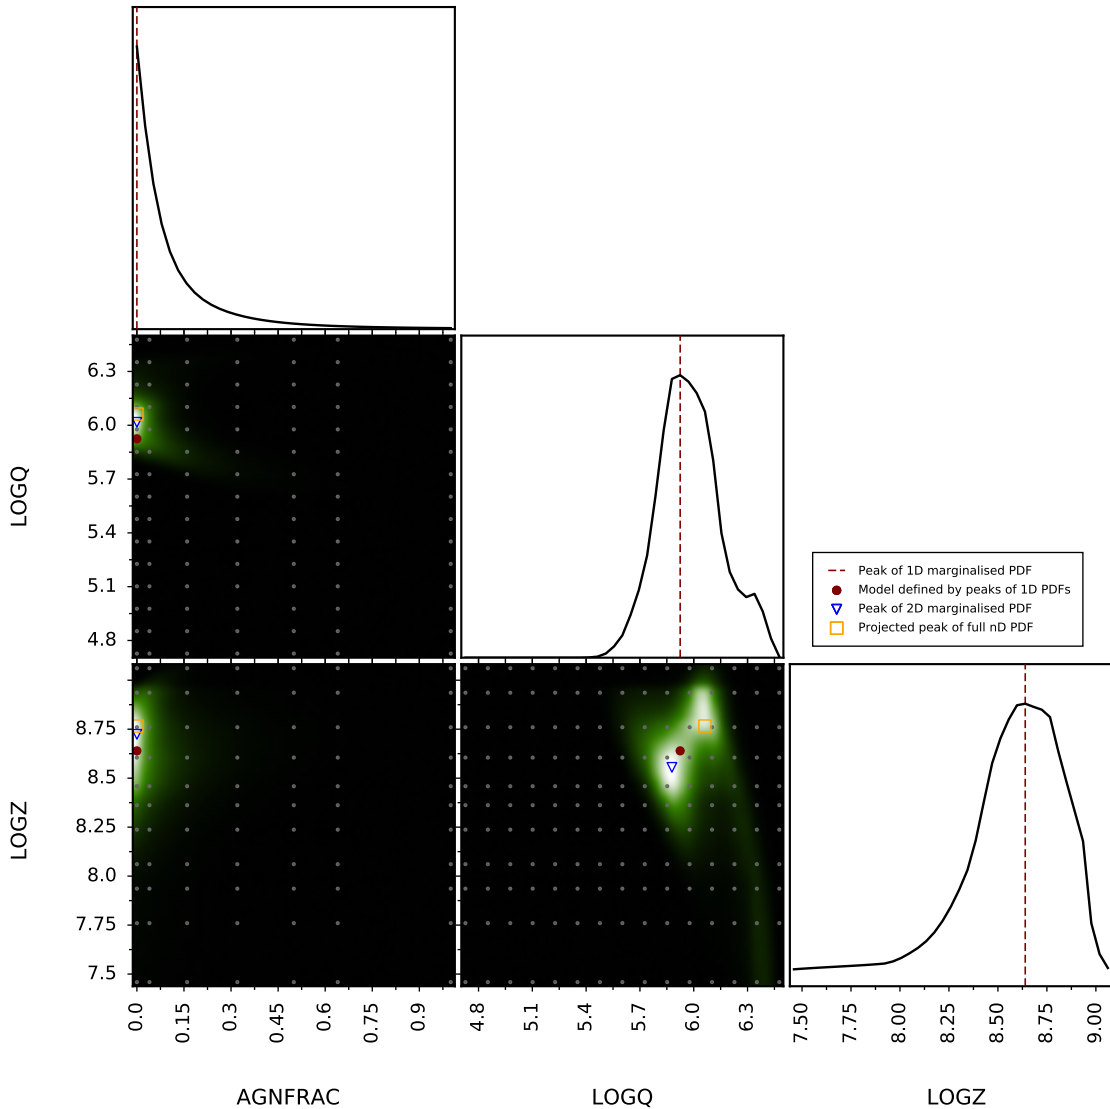 6.3
6.0
5.7
5.4
5.1
4.8
LOGQ
Peak of 1D marginalised PDF
Model defined by peaks of 1D PDFs
Peak of 2D marginalised PDF
Projected peak of full nD PDF
8.75
8.5
8.25
8.0
7.75
7.5
LOGZ
0.0 0.15 0.3 0.45 0.6 0.75 0.9
4.8 5.1 5.4 5.7 6.0 6.3
7.50 7.75 8.00 8.25 8.50 8.75 9.00
AGNFRAC LOGQ LOGZ